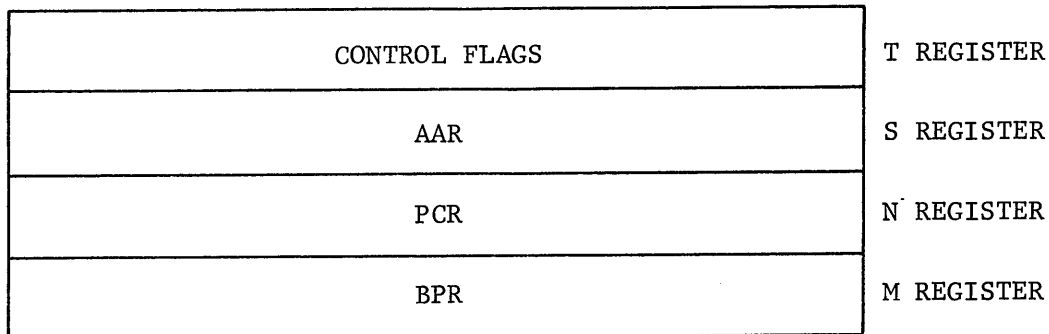 CONTROL FLAGS T REGISTER
AAR S REGISTER
PCR N REGISTER
BPR M REGISTER